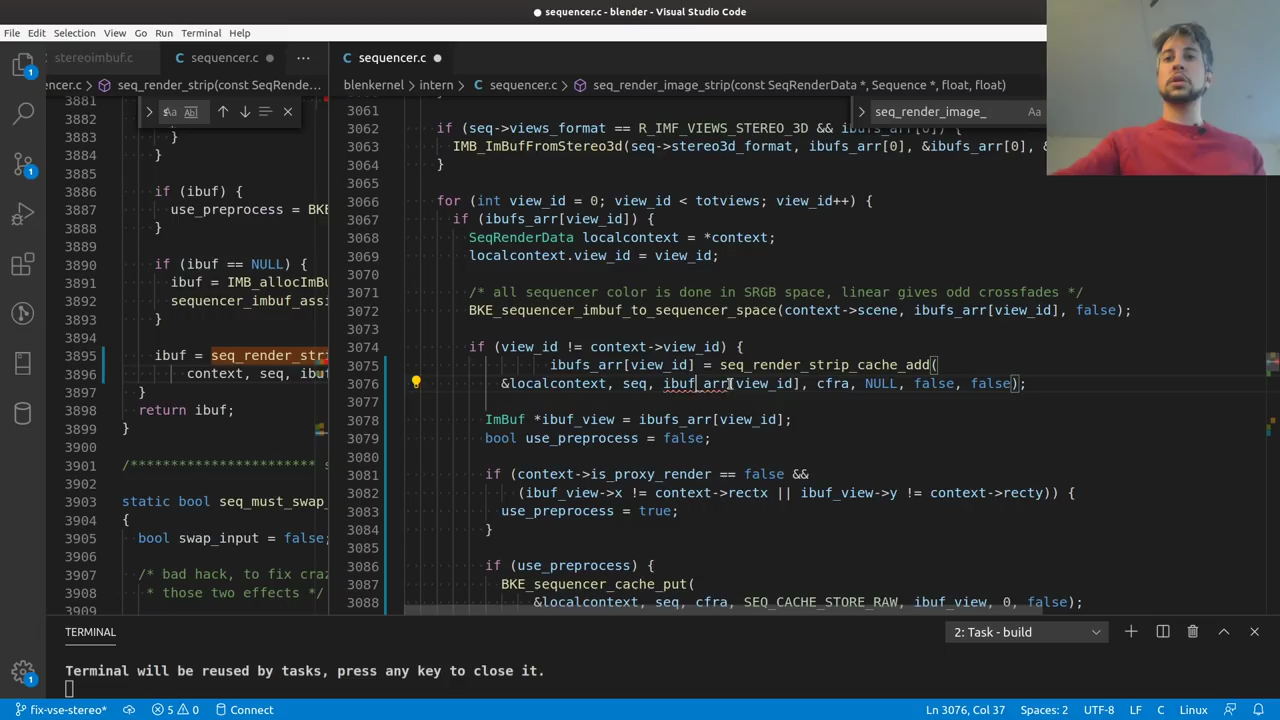 ● sequencer.c - blender - Visual Studio Code
File Edit Selection View Go Run Terminal Help
stereoimbuf.c
sequencer.c ●
···
sequencer.c ●
encer.c > seq_render_strip(const SeqRende
blenkernel > intern > C sequencer.c > seq_render_image_strip(const SeqRenderData *, Sequence *, float, float)
seq_render_image_
Aa
3881
3882 }
3883 }
3884 }
3885
3886 if (ibuf) {
3887 use_preprocess = BKE
3888 }
3889
3890 if (ibuf == NULL) {
3891 ibuf = IMB_allocImBu
3892 sequencer_imbuf_assi
3893 }
3894
3895 ibuf = seq_render_stri
3896 context, seq, ibuf
3897 }
3898 return ibuf;
3899 }
3900
3901 /*********************** s
3902
3903 static bool seq_must_swap_
3904 {
3905 bool swap_input = false;
3906
3907 /* bad hack, to fix craz
3908 * those two effects */
3909
3061
3062 if (seq->views_format == R_IMF_VIEWS_STEREO_3D && ibufs_arr[0]) {
3063 IMB_ImBufFromStereo3d(seq->stereo3d_format, ibufs_arr[0], &ibufs_arr[0], &
3064 }
3065
3066 for (int view_id = 0; view_id < totviews; view_id++) {
3067 if (ibufs_arr[view_id]) {
3068 SeqRenderData localcontext = *context;
3069 localcontext.view_id = view_id;
3070
3071 /* all sequencer color is done in SRGB space, linear gives odd crossfades */
3072 BKE_sequencer_imbuf_to_sequencer_space(context->scene, ibufs_arr[view_id], false);
3073
3074 if (view_id != context->view_id) {
3075 ibufs_arr[view_id] = seq_render_strip_cache_add(
3076 &localcontext, seq, ibuf_arr[view_id], cfra, NULL, false, false);
3078 ImBuf *ibuf_view = ibufs_arr[view_id];
3079 bool use_preprocess = false;
3080
3081 if (context->is_proxy_render == false &&
3082 (ibuf_view->x != context->rectx || ibuf_view->y != context->recty)) {
3083 use_preprocess = true;
3084 }
3085
3086 if (use_preprocess) {
3087 BKE_sequencer_cache_put(
3088 &localcontext, seq, cfra, SEQ_CACHE_STORE_RAW, ibuf_view, 0, false);
TERMINAL
2: Task - build
Terminal will be reused by tasks, press any key to close it.
fix-vse-stereo* 5 0 Connect Ln 3076, Col 37 Spaces: 2 UTF-8 LF C Linux